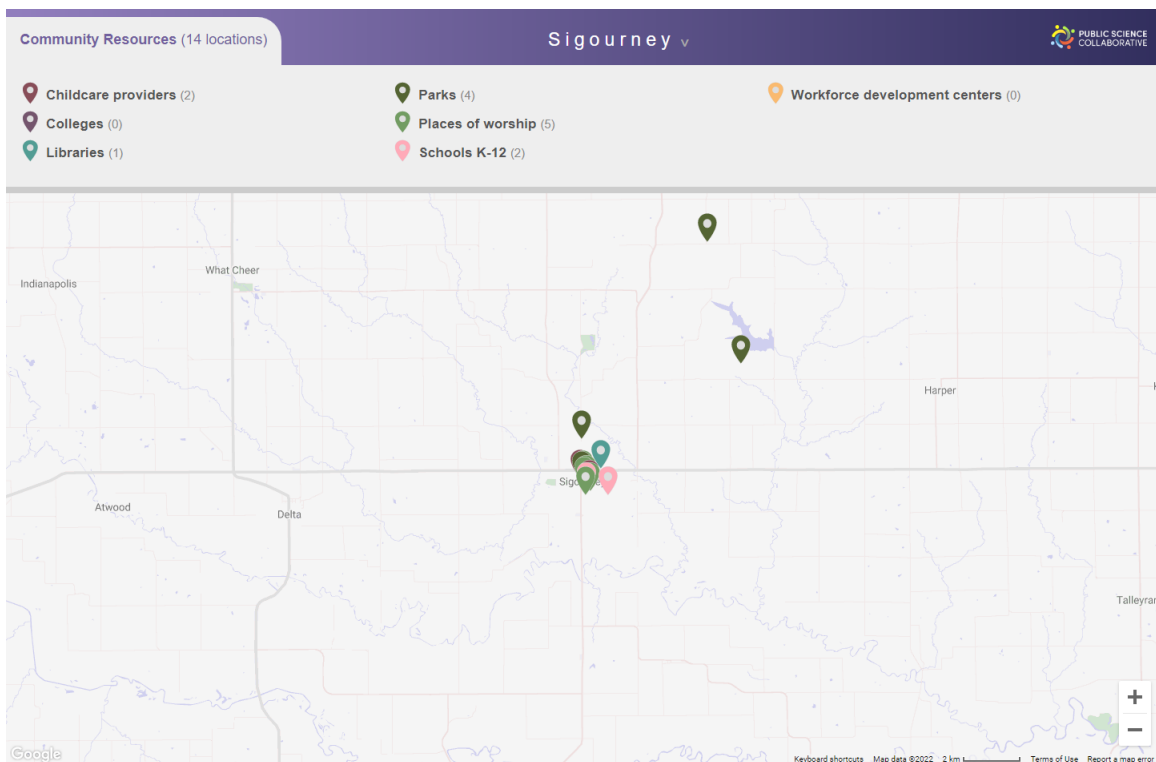 Community Resources (14 locations)
Sigourney v
PUBLIC SCIENCE
COLLABORATIVE
Childcare providers (2)
Parks (4)
Workforce development centers (0)
Colleges (0)
Places of worship (5)
Libraries (1)
Schools K-12 (2)
What Cheer
Indianapolis
Harper
Atwood
Delta
Google
Keyboard shortcuts Map data ©2022 2 km Terms of Use Report a map error